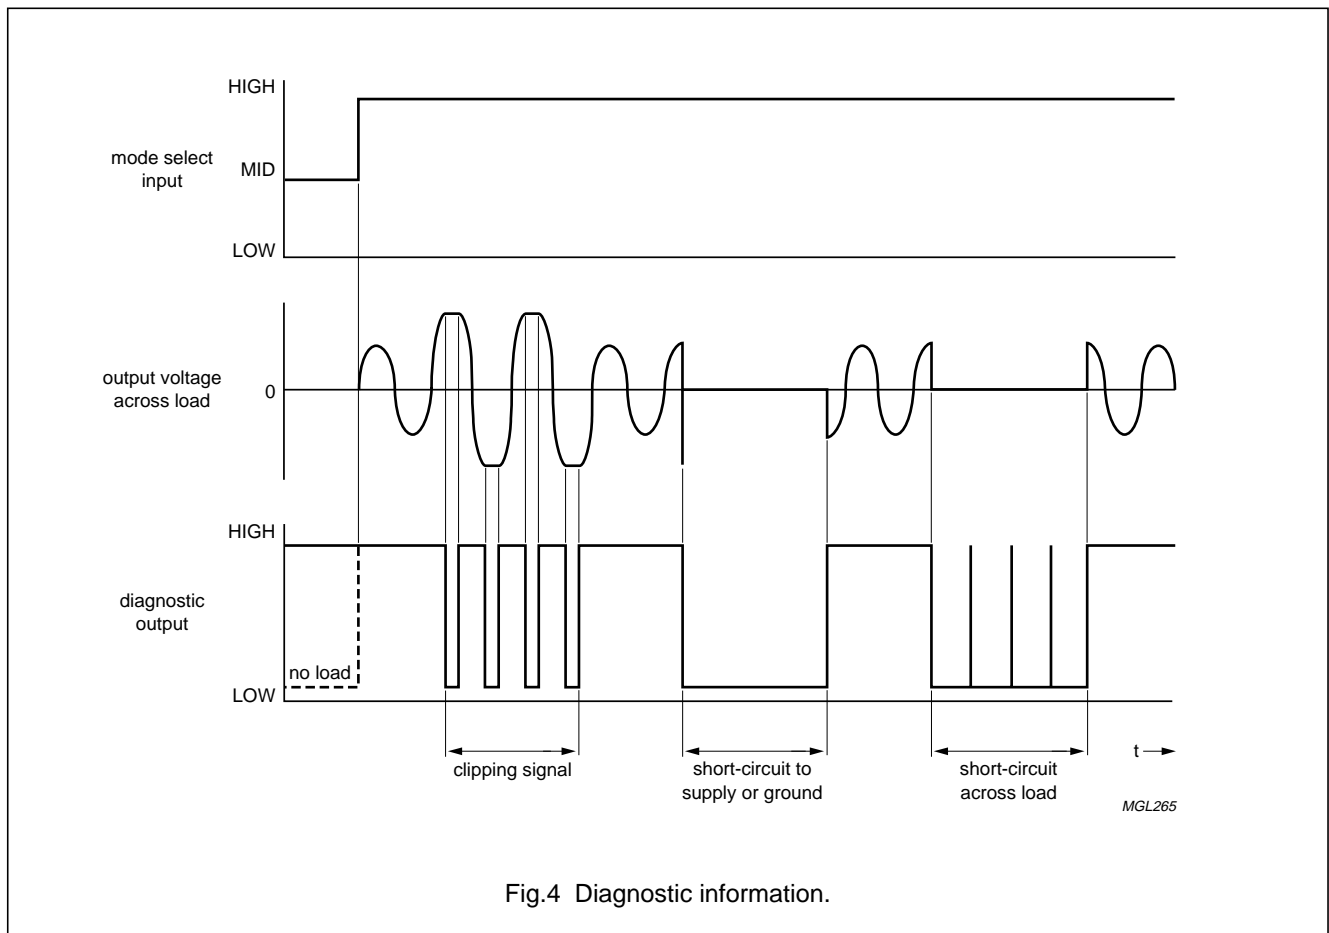 HIGH
mode select
input
MID
LOW
output voltage
across load
0
HIGH
diagnostic
output
no load
LOW
t
clipping signal
short-circuit to
supply or ground
short-circuit
across load
MGL265
Fig.4 Diagnostic information.